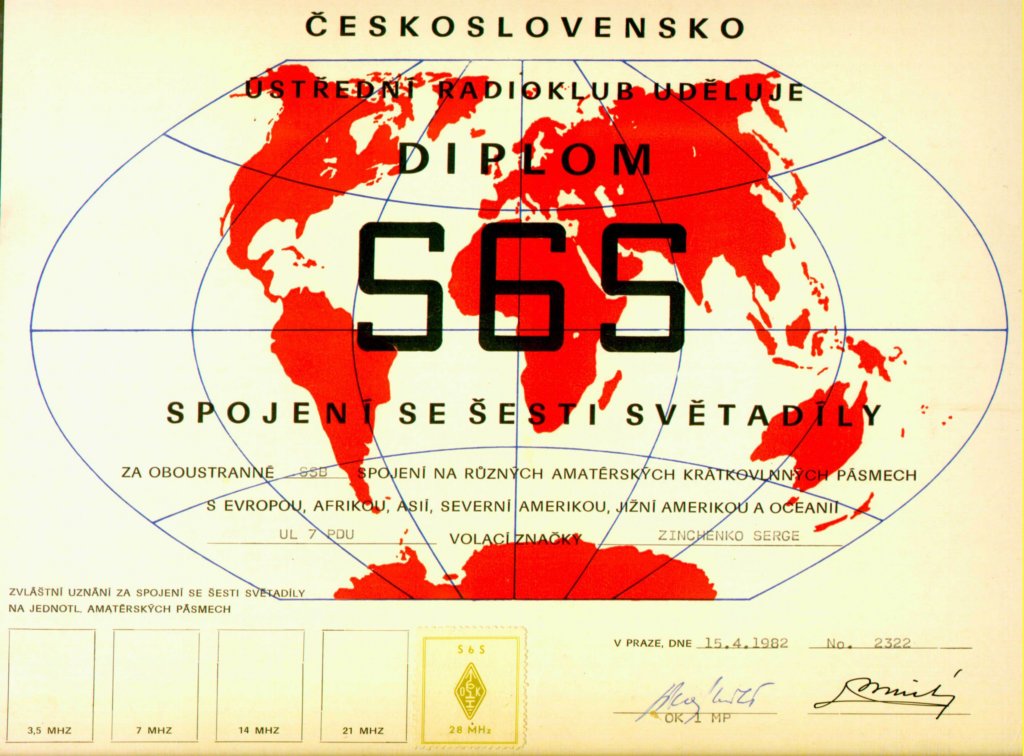 ČESKOSLOVENSKO
ÚSTŘEDNÍ RADIOKLUB UDĚLUJE
DIPLOM
S6S
SPOJENÍ SE ŠESTI SVĚTADÍLY
ZA OBOUSTRANNÉ SSB SPOJENÍ NA RŮZNÝCH AMATÉRSKÝCH KRÁTKOVLNNÝCH PÁSMECH
S EVROPOU, AFRIKOU, ASIÍ, SEVERNÍ AMERIKOU, JIŽNÍ AMERIKOU A OCEÁNIÍ
UL 7 PDU VOLACÍ ZNAČKY ZINCHENKO SERGE
ZVLÁŠTNÍ UZNÁNÍ ZA SPOJENÍ SE ŠESTI SVĚTADÍLY
NA JEDNOTL. AMATÉRSKÝCH PÁSMECH
V PRAZE, DNE 15.4.1982 No. 2322
S6S
OK
28 MHz
3,5 MHZ 7 MHZ 14 MHZ 21 MHZ
OK 1 MP